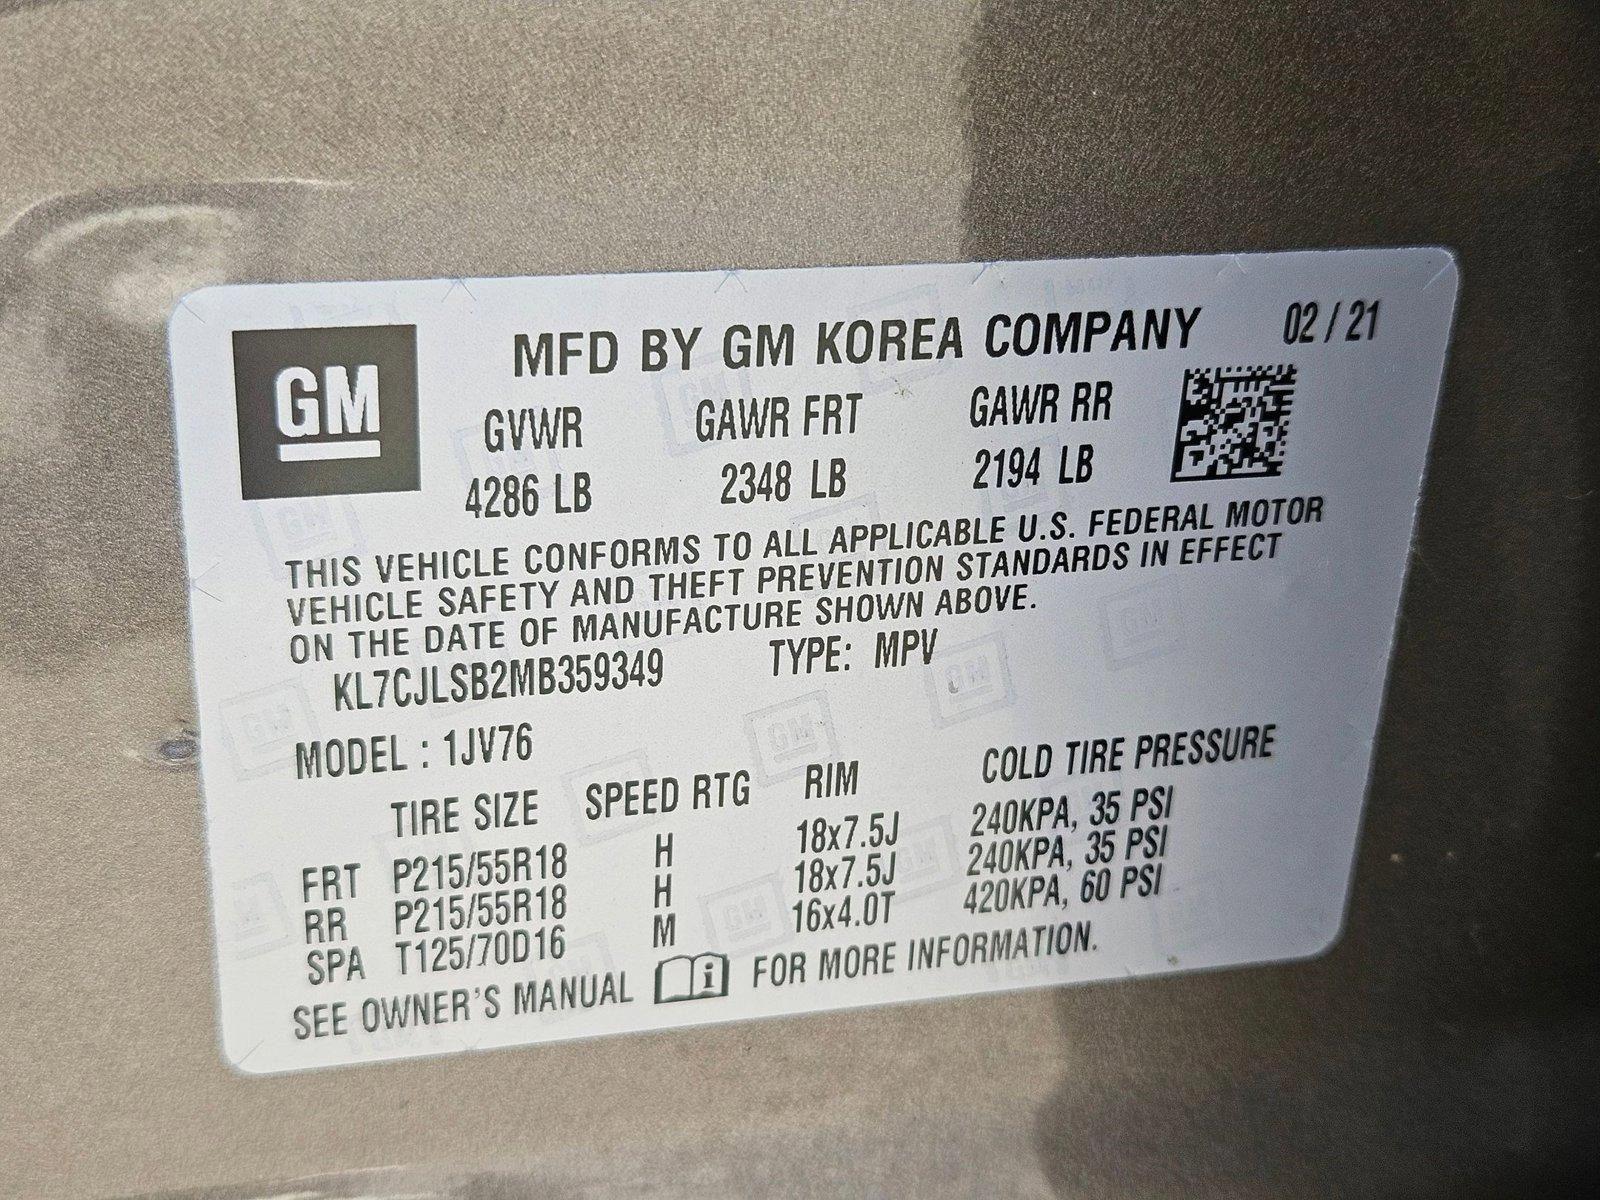 GM
MFD BY GM KOREA COMPANY 02 / 21
GVWR GAWR FRT GAWR RR
4286 LB 2348 LB 2194 LB
THIS VEHICLE CONFORMS TO ALL APPLICABLE U.S. FEDERAL MOTOR
VEHICLE SAFETY AND THEFT PREVENTION STANDARDS IN EFFECT
ON THE DATE OF MANUFACTURE SHOWN ABOVE.
KL7CJLSB2MB359349 TYPE: MPV
MODEL : 1JV76
TIRE SIZE SPEED RTG RIM COLD TIRE PRESSURE
FRT P215/55R18 H 18x7.5J 240KPA, 35 PSI
RR P215/55R18 H 18x7.5J 240KPA, 35 PSI
SPA T125/70D16 M 16x4.0T 420KPA, 60 PSI
SEE OWNER'S MANUAL i FOR MORE INFORMATION.